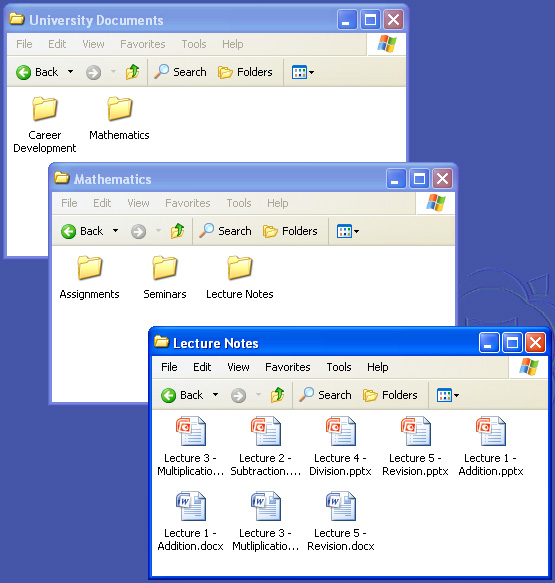 University Documents
File Edit View Favorites Tools Help
Back Search Folders
Career
Development
Mathematics
Mathematics
File Edit View Favorites Tools Help
Back Search Folders
Assignments Seminars Lecture Notes
Lecture Notes
File Edit View Favorites Tools Help
Back Search Folders
Lecture 3 -
Multiplicatio...
Lecture 2 -
Subtraction....
Lecture 4 -
Division.pptx
Lecture 5 -
Revision.pptx
Lecture 1 -
Addition.pptx
Lecture 1 -
Addition.docx
Lecture 3 -
Mutliplicatio...
Lecture 5 -
Revision.docx